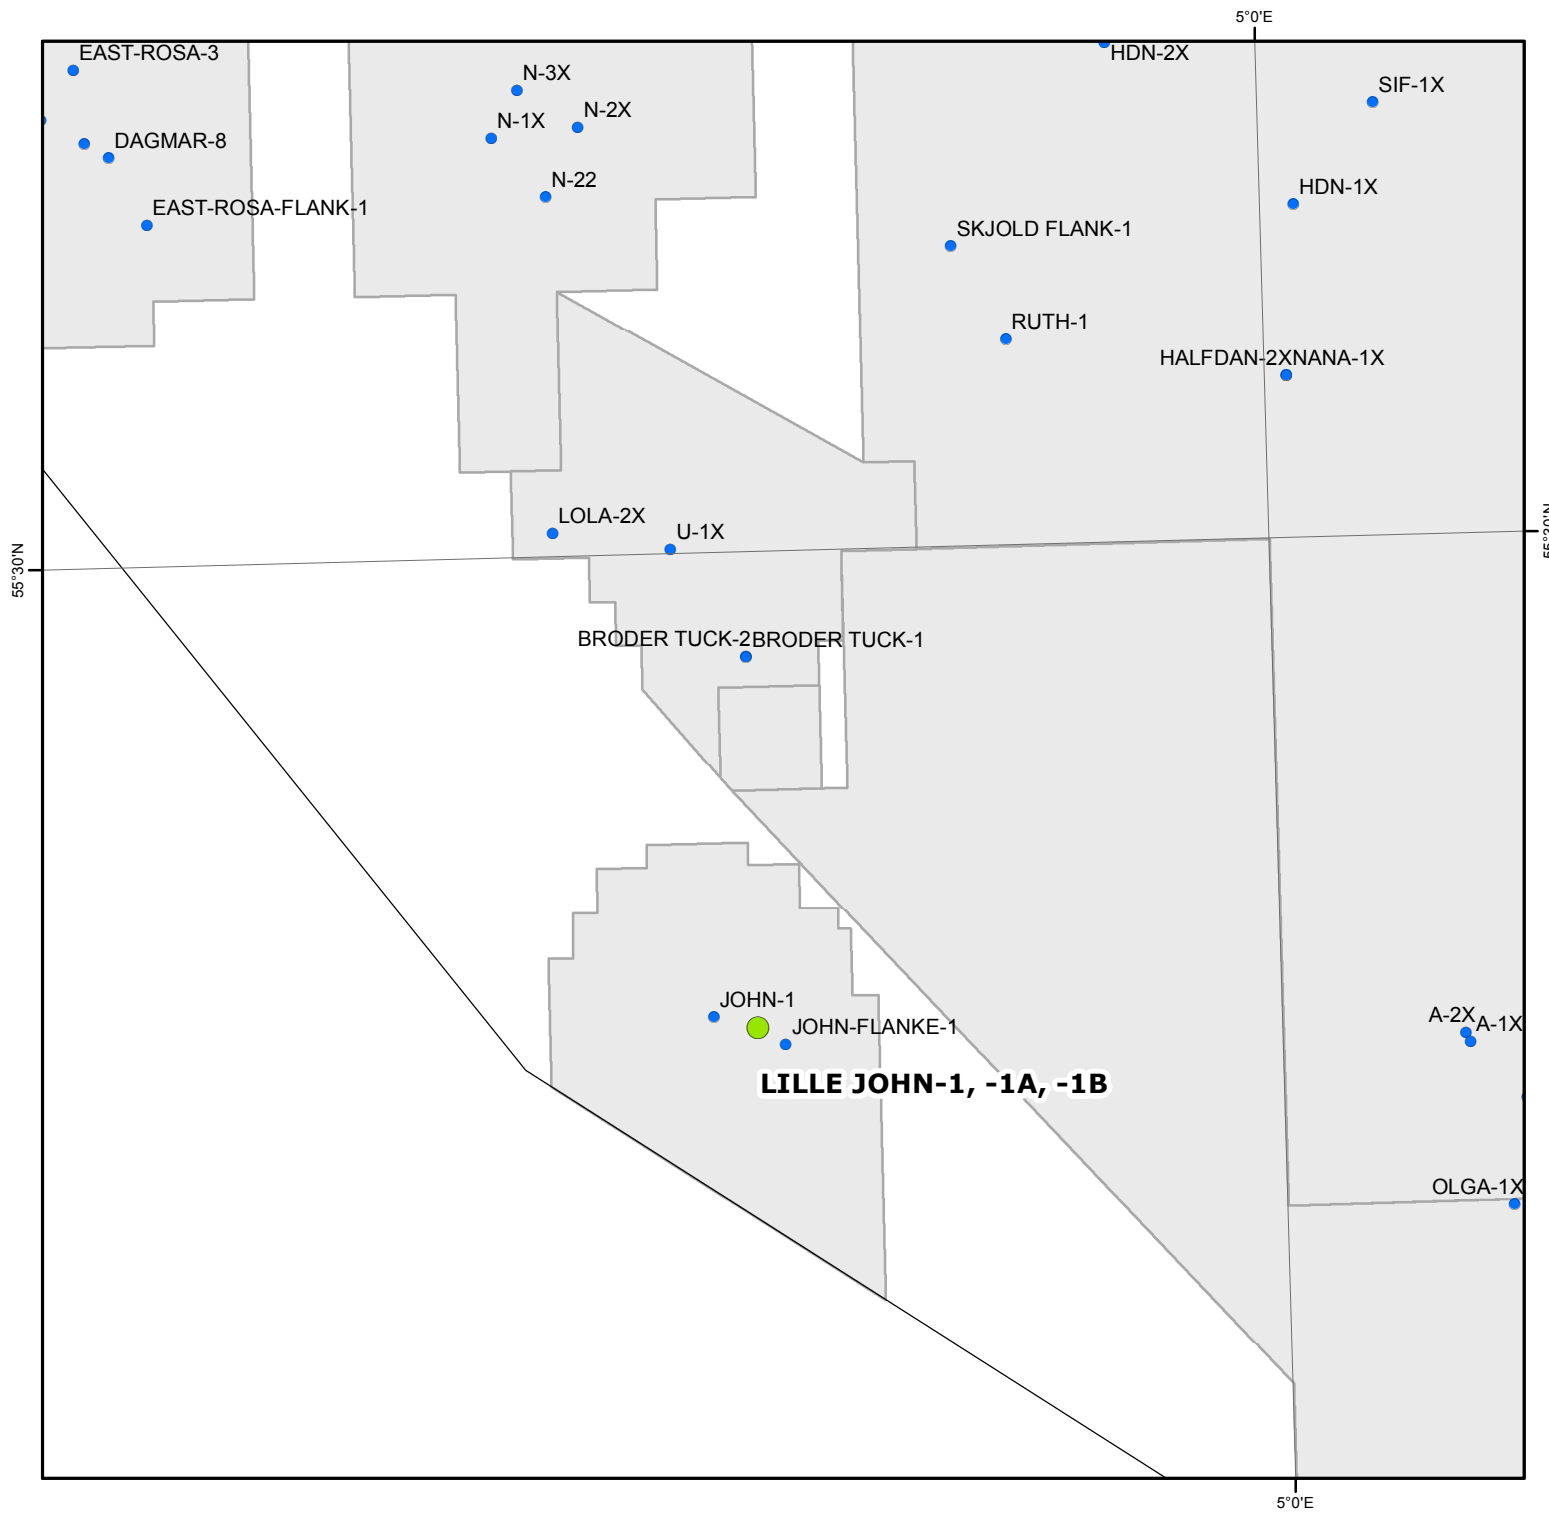 5°0'E
EAST-ROSA-3
HDN-2X
N-3X
SIF-1X
N-2X
N-1X
DAGMAR-8
N-22
HDN-1X
EAST-ROSA-FLANK-1
SKJOLD FLANK-1
RUTH-1
HALFDAN-2XNANA-1X
LOLA-2X
U-1X
55°30'N
55°30'N
BRODER TUCK-2BRODER TUCK-1
JOHN-1
JOHN-FLANKE-1
A-2X
A-1X
LILLE JOHN-1, -1A, -1B
OLGA-1X
5°0'E